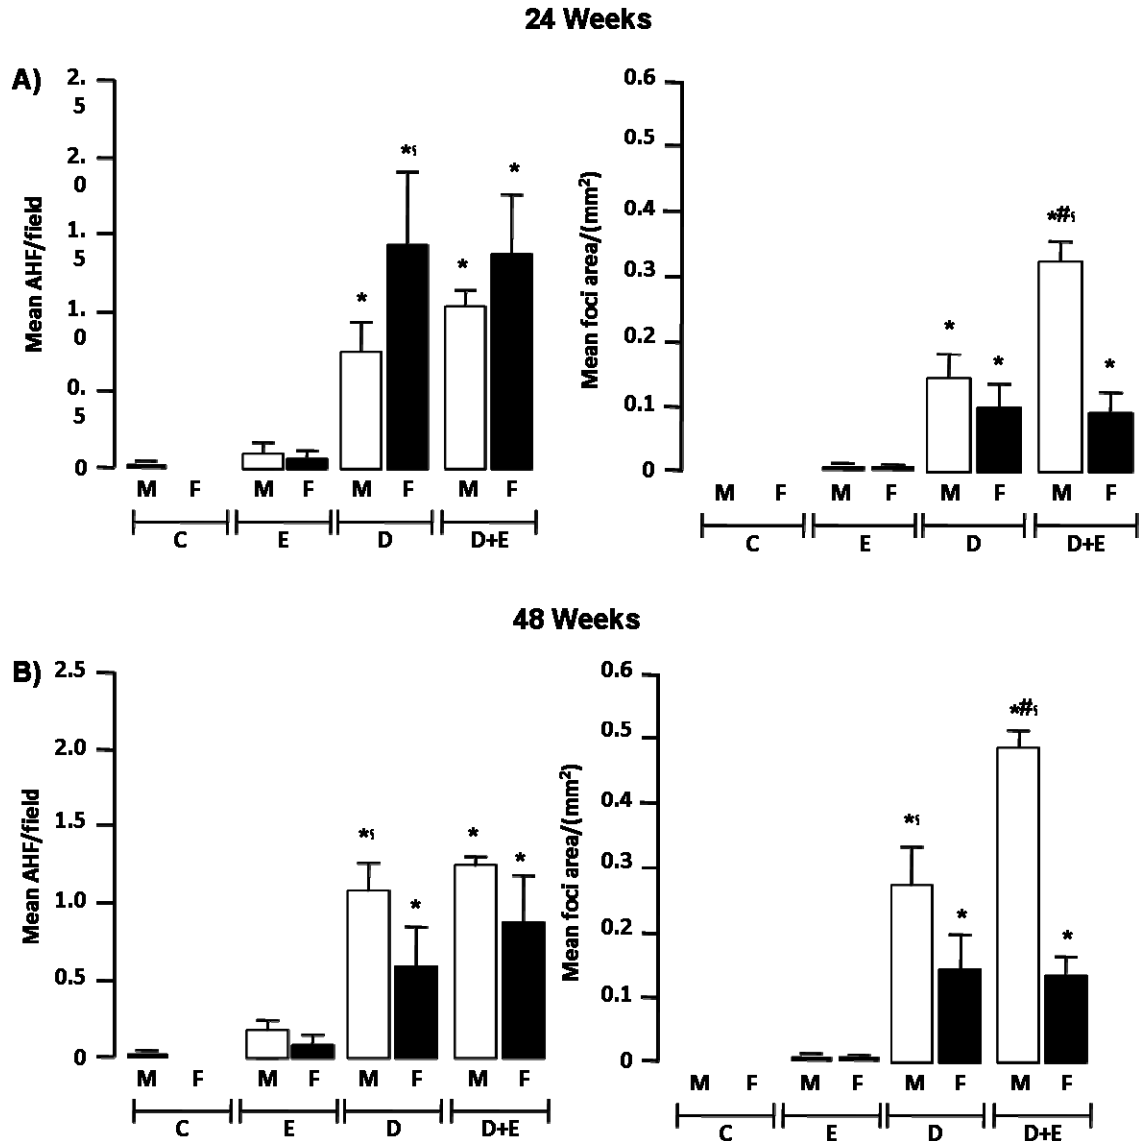 24 Weeks
A)
Mean AHF/field
2.
5
2.
0
1.
5
1.
0
0.
5
0
*
*ˢ
*
*
M F M F M F M F
C E D D+E
Mean foci area/(mm²)
0.6
0.5
0.4
0.3
0.2
0.1
0
*
*
*#ˢ
*
M F M F M F M F
C E D D+E
48 Weeks
B)
Mean AHF/field
2.5
2.0
1.5
1.0
0.5
0
*ˢ
*
*
*
M F M F M F M F
C E D D+E
Mean foci area/(mm²)
0.6
0.5
0.4
0.3
0.2
0.1
0
*ˢ
*
*#ˢ
*
M F M F M F M F
C E D D+E